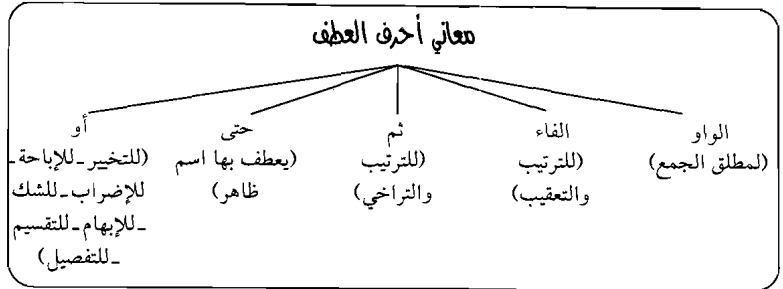 معاني أحرف العطف
الواو
(لمطلق الجمع)
الفاء
(للترتيب
والتعقيب)
ثم
(للترتيب
والتراخي)
حتى
(يعطف بها اسم
ظاهر)
أو
(للتخيير ـ للإباحة ـ
للإضراب ـ للشك
ـ للإبهام ـ للتقسيم
ـ للتفصيل)